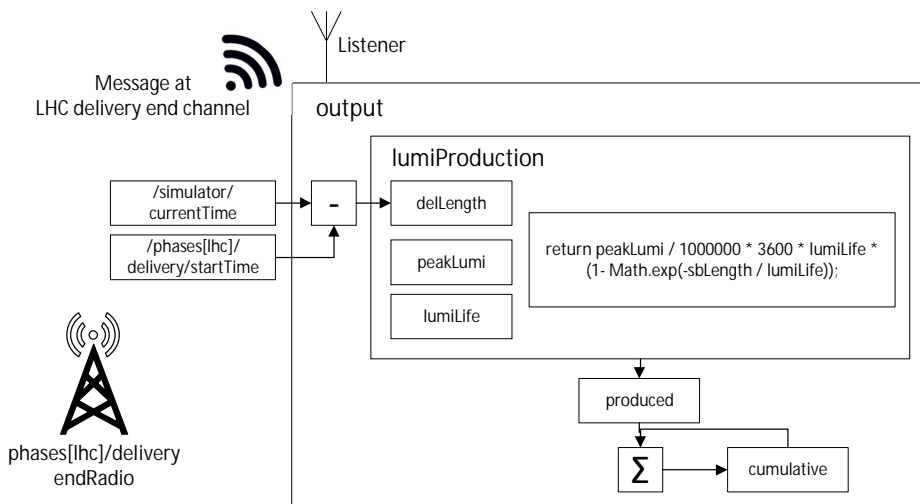 Listener
Message at
LHC delivery end channel
output
lumiProduction
/simulator/
currentTime
-
delLength
/phases[lhc]/
delivery/startTime
peakLumi
lumiLife
return peakLumi / 1000000 * 3600 * lumiLife *
(1- Math.exp(-sbLength / lumiLife));
produced
phases[lhc]/delivery
endRadio
Σ
cumulative